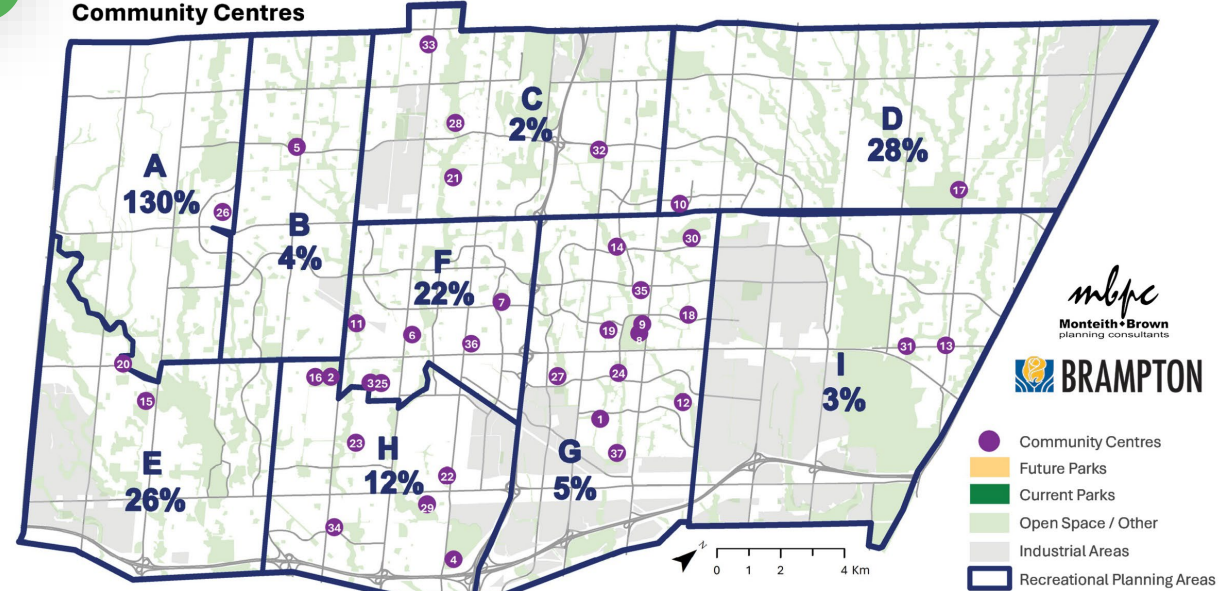 Community Centres
33
C
2%
D
28%
28
5
32
A
130%
21
17
26
10
B
4%
30
14
F
22%
35
7
18
11
9
19
8
6
36
31
13
I
3%
20
16
2
3
25
27
24
15
12
1
23
H
12%
37
G
5%
E
26%
22
29
34
4
mbpc
Monteith+Brown
planning consultants
BRAMPTON
Community Centres
Future Parks
Current Parks
Open Space / Other
Industrial Areas
Recreational Planning Areas
N
0 1 2 4 Km